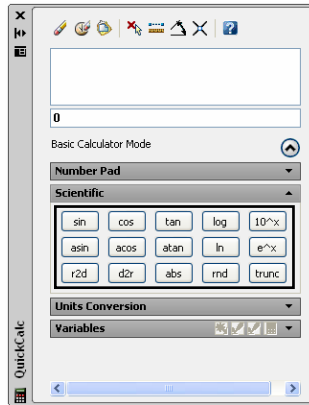 0
Basic Calculator Mode
Number Pad
Scientific
sin cos tan log 10^x
asin acos atan ln e^x
r2d d2r abs rnd trunc
Units Conversion
Variables
QuickCalc